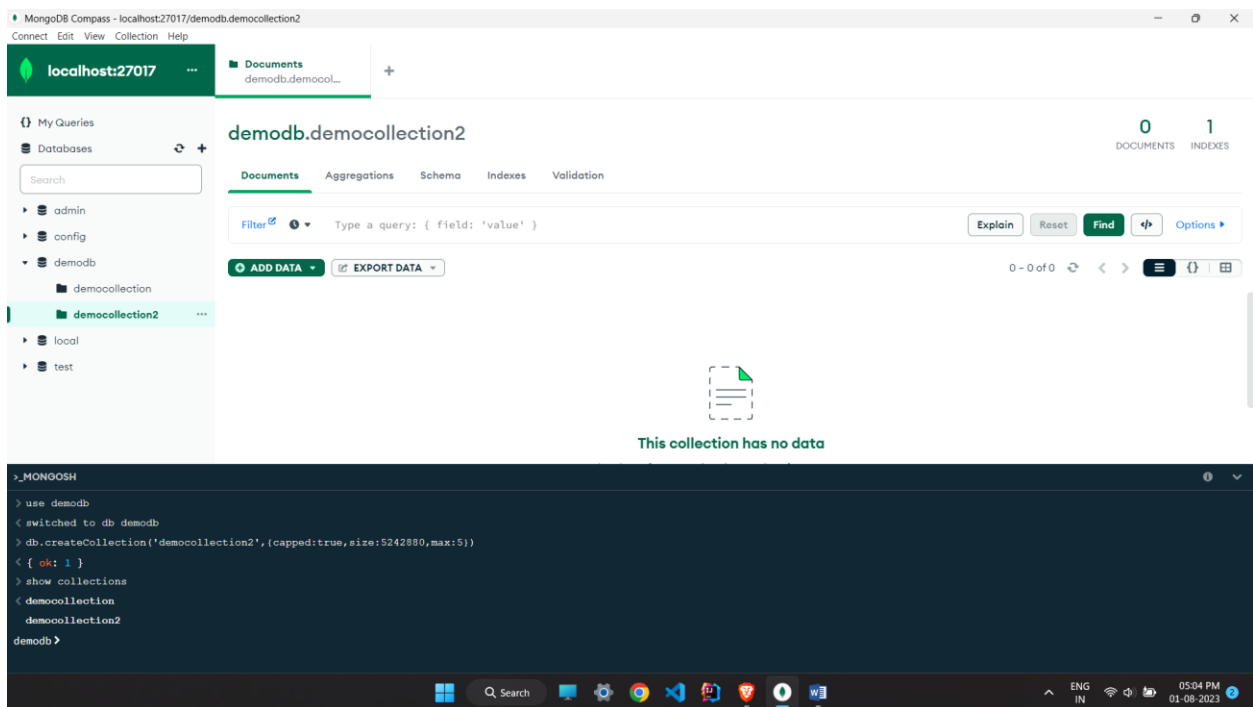 MongoDB Compass - localhost:27017/demodb.democollection2
Connect Edit View Collection Help
localhost:27017 ...
Documents
demodb.democol...
+
{} My Queries
Databases
Search
admin
config
demodb
democollection
democollection2 ...
local
test
demodb.democollection2
0
DOCUMENTS
1
INDEXES
Documents Aggregations Schema Indexes Validation
Filter Type a query: { field: 'value' } Explain Reset Find </> Options
ADD DATA EXPORT DATA 0 – 0 of 0 {}
This collection has no data
>_MONGOSH
> use demodb
< switched to db demodb
> db.createCollection('democollection2',{capped:true,size:5242880,max:5})
< { ok: 1 }
> show collections
< democollection
democollection2
demodb>
Search
ENG
IN
05:04 PM
01-08-2023
2